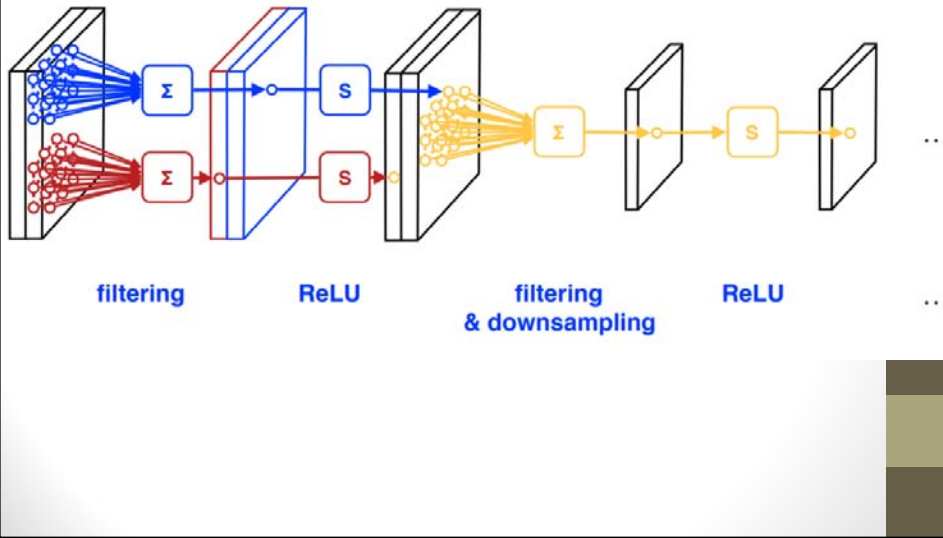 Σ S Σ S
Σ S
filtering ReLU filtering ReLU ..
& downsampling